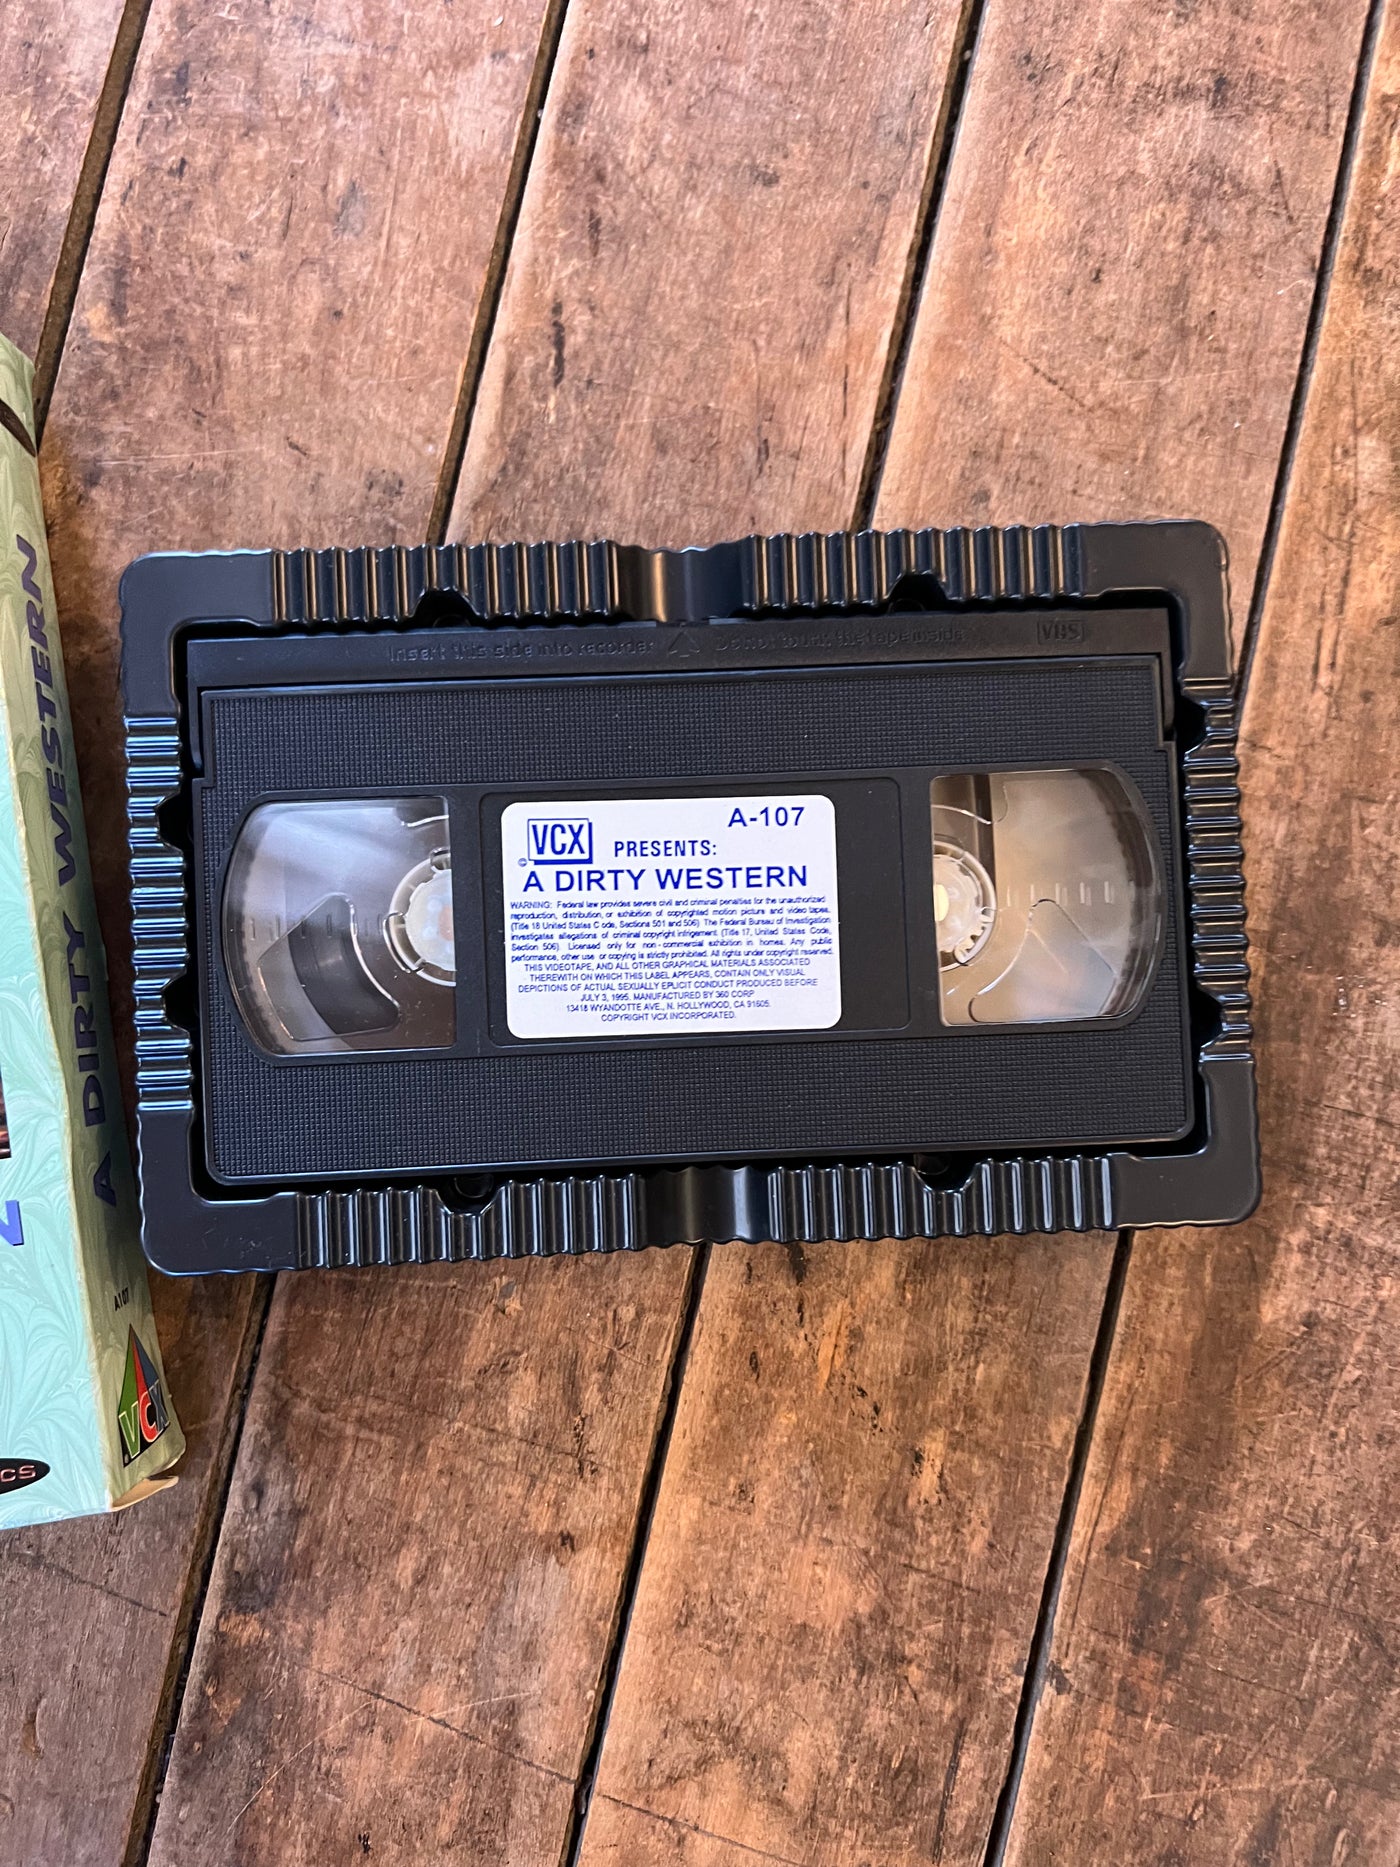 Insert this side into recorder Do not touch the tape inside VHS
A-107
VCX PRESENTS:
©
A DIRTY WESTERN
WARNING: Federal law provides severe civil and criminal penalties for the unauthorized
reproduction, distribution, or exhibition of copyrighted motion picture and video tapes.
(Title 18 United States C ode, Sections 501 and 506). The Federal Bureau of Investigation
investigates allegations of criminal copyright infringement. (Title 17, United States Code,
Section 506). Licensed only for non-commercial exhibition in homes. Any public
performance, other use or copying is strictly prohibited. All rights under copyright reserved.
THIS VIDEOTAPE, AND ALL OTHER GRAPHICAL MATERIALS ASSOCIATED
THEREWITH ON WHICH THIS LABEL APPEARS, CONTAIN ONLY VISUAL
DEPICTIONS OF ACTUAL SEXUALLY EPLICIT CONDUCT PRODUCED BEFORE
JULY 3, 1995. MANUFACTURED BY 360 CORP
13418 WYANDOTTE AVE., N. HOLLYWOOD, CA 91605.
COPYRIGHT VCX INCORPORATED.
A DIRTY WESTERN
A107
VCX